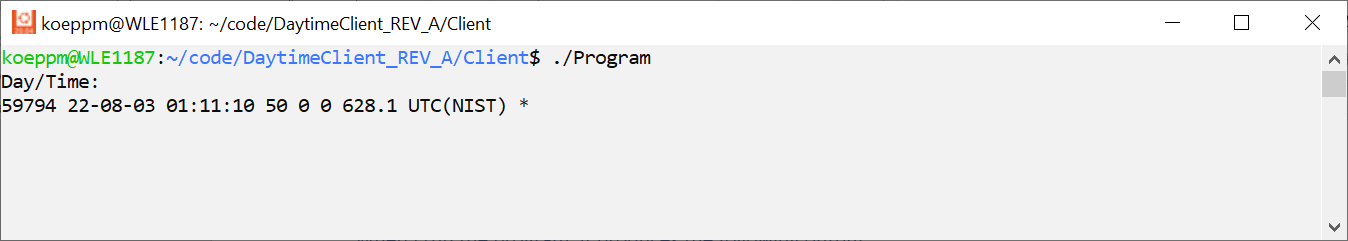 koeppm@WLE1187: ~/code/DaytimeClient_REV_A/Client
koeppm@WLE1187:~/code/DaytimeClient_REV_A/Client$ ./Program
Day/Time:
59794 22-08-03 01:11:10 50 0 0 628.1 UTC(NIST) *